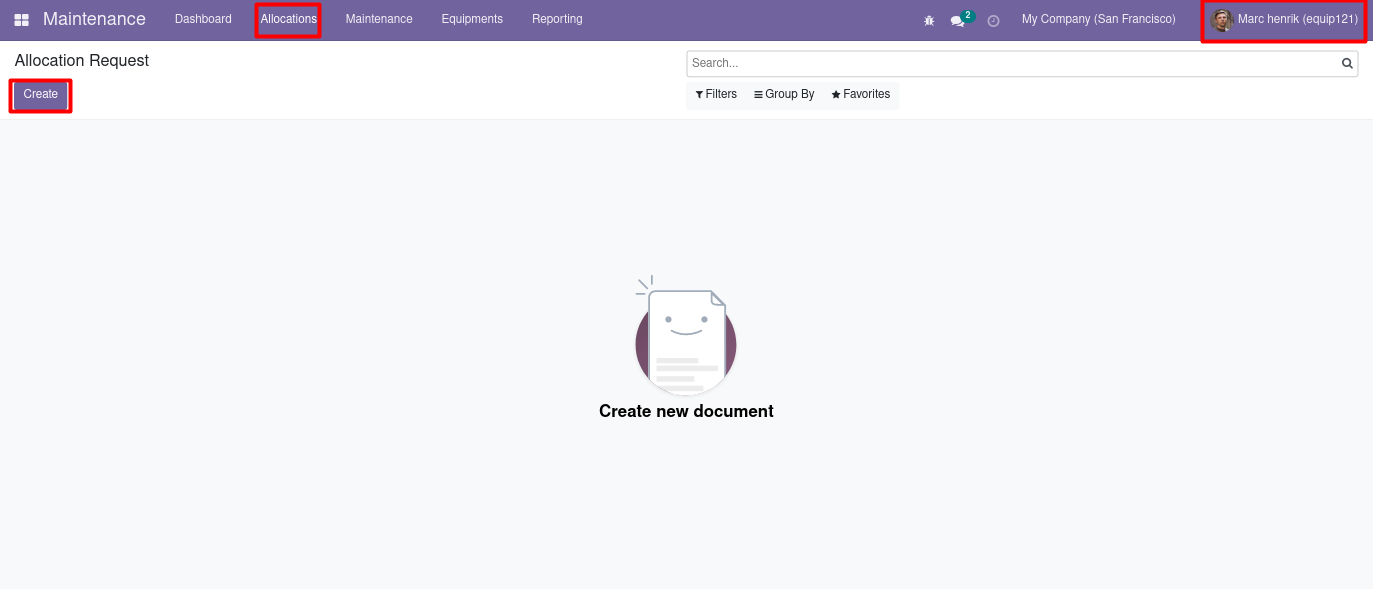 Maintenance Dashboard Allocations Maintenance Equipments Reporting 2 My Company (San Francisco) Marc henrik (equip121)
Allocation Request
Search...
Create
Filters Group By Favorites
Create new document